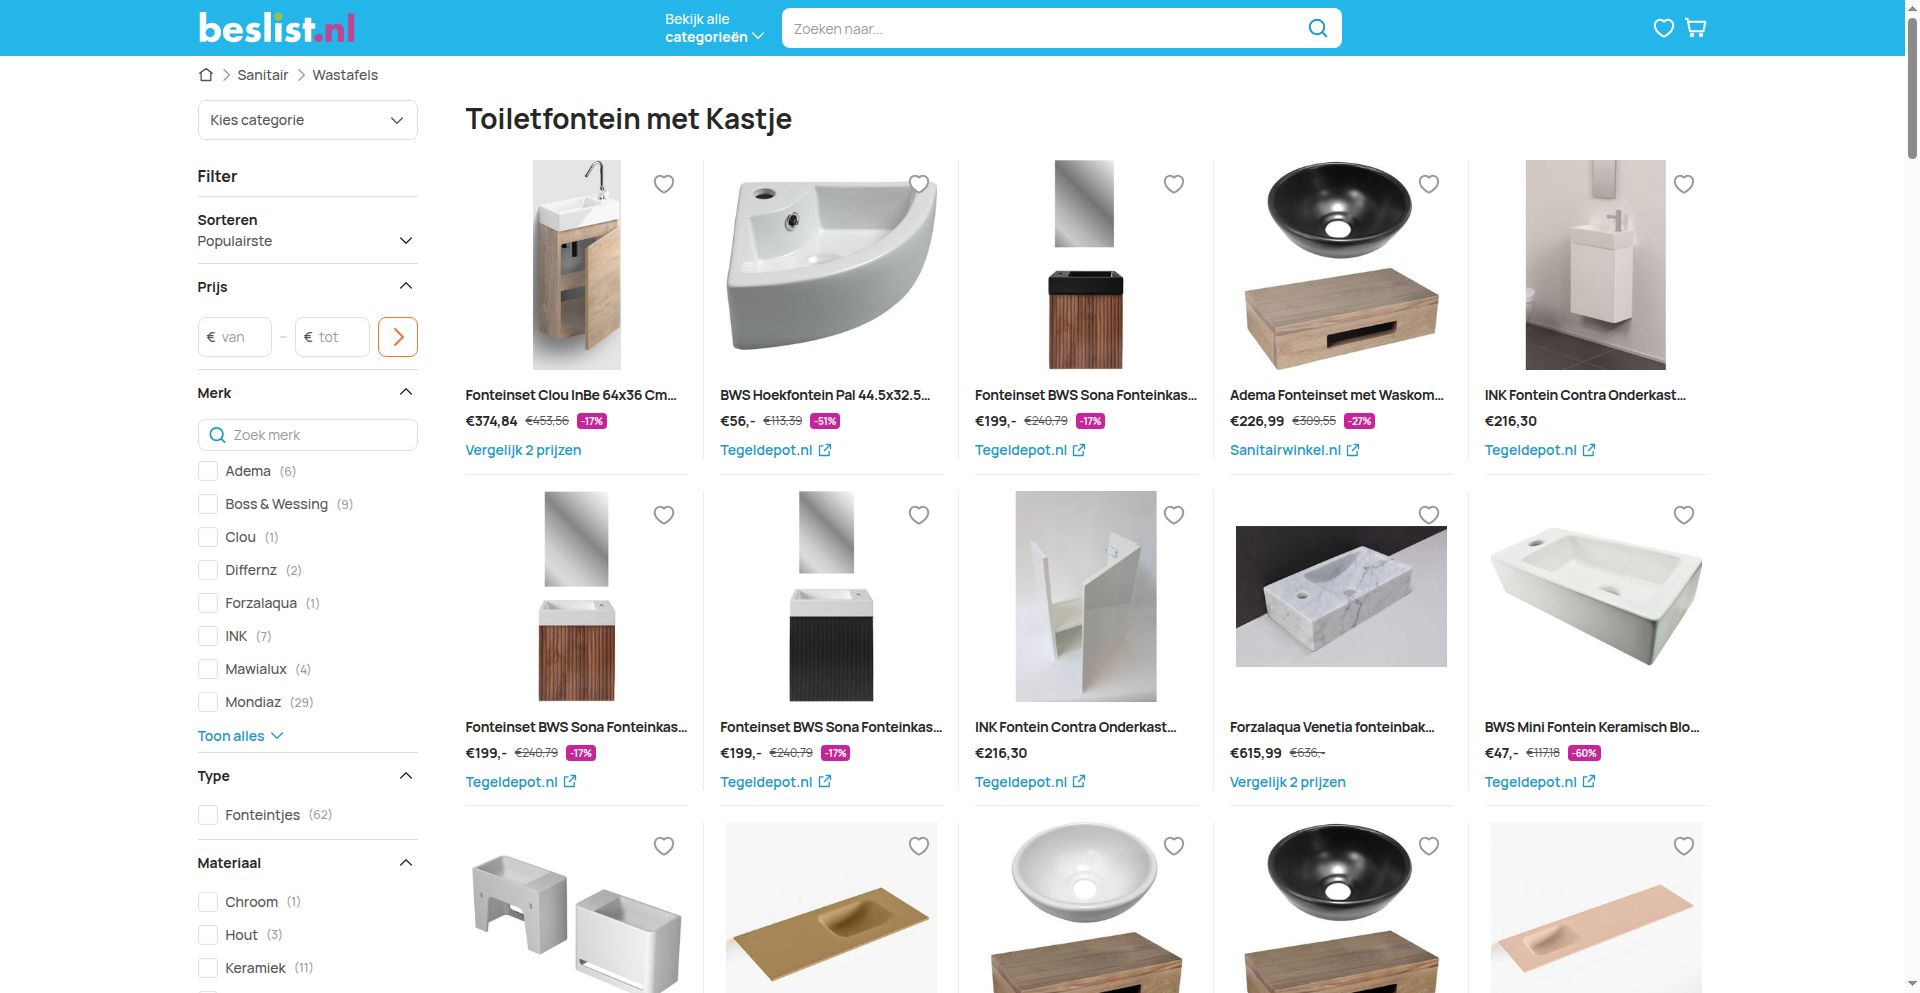 beslist.nl
Bekijk alle
categorieën
Zoeken naar...
Sanitair
Wastafels
Kies categorie
Toiletfontein met Kastje
Filter
Sorteren
Populairste
Prijs
€ van
–
€ tot
Merk
Zoek merk
Adema (6)
Boss & Wessing (9)
Clou (1)
Differnz (2)
Forzalaqua (1)
INK (7)
Mawialux (4)
Mondiaz (29)
Toon alles
Type
Fonteintjes (62)
Materiaal
Chroom (1)
Hout (3)
Keramiek (11)
Fonteinset Clou InBe 64x36 Cm...
€374,84 €453,56 -17%
Vergelijk 2 prijzen
BWS Hoekfontein Pal 44.5x32.5...
€56,- €113,39 -51%
Tegeldepot.nl
Fonteinset BWS Sona Fonteinkas...
€199,- €240,79 -17%
Tegeldepot.nl
Adema Fonteinset met Waskom...
€226,99 €309,55 -27%
Sanitairwinkel.nl
INK Fontein Contra Onderkast...
€216,30
Tegeldepot.nl
Fonteinset BWS Sona Fonteinkas...
€199,- €240,79 -17%
Tegeldepot.nl
Fonteinset BWS Sona Fonteinkas...
€199,- €240,79 -17%
Tegeldepot.nl
INK Fontein Contra Onderkast...
€216,30
Tegeldepot.nl
Forzalaqua Venetia fonteinbak...
€615,99 €636,-
Vergelijk 2 prijzen
BWS Mini Fontein Keramisch Blo...
€47,- €117,18 -60%
Tegeldepot.nl